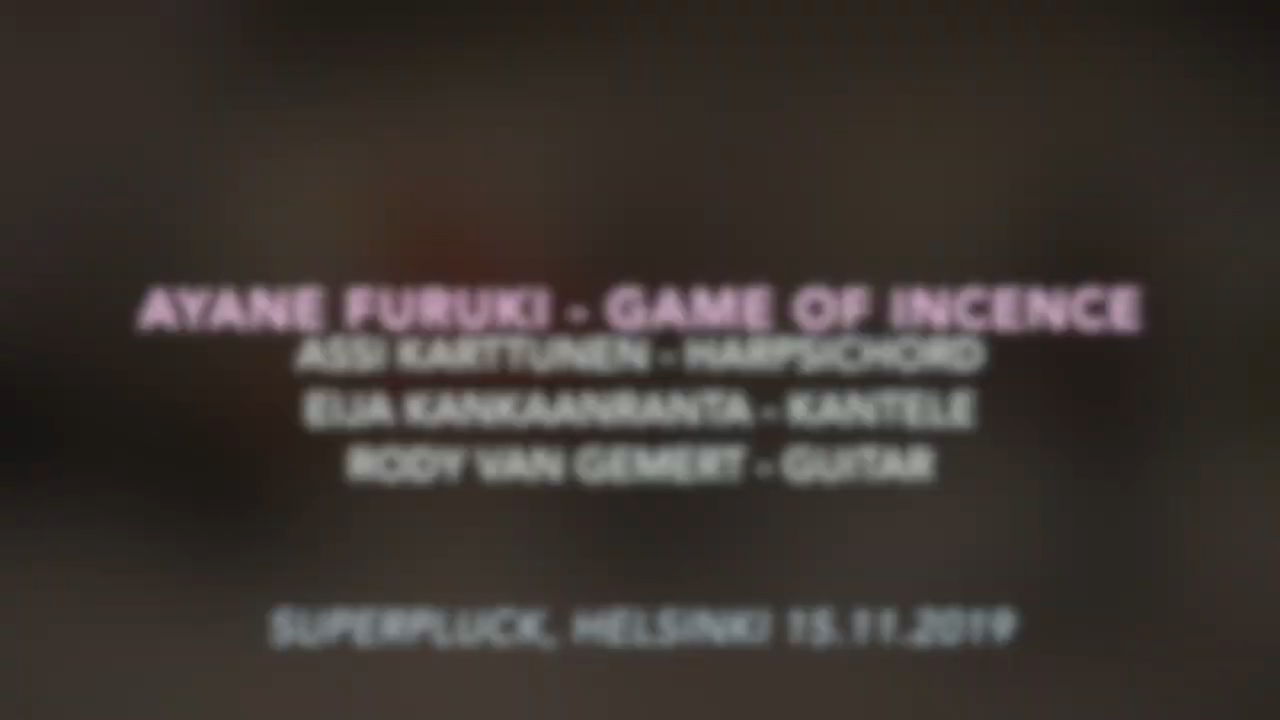 AYANE FURUKI - GAME OF INCENCE
ASSI KARTTUNEN - HARPSICHORD
EIJA KANKAANRANTA - KANTELE
RODY VAN GEMERT - GUITAR
SUPERPLUCK, HELSINKI 15.11.2019